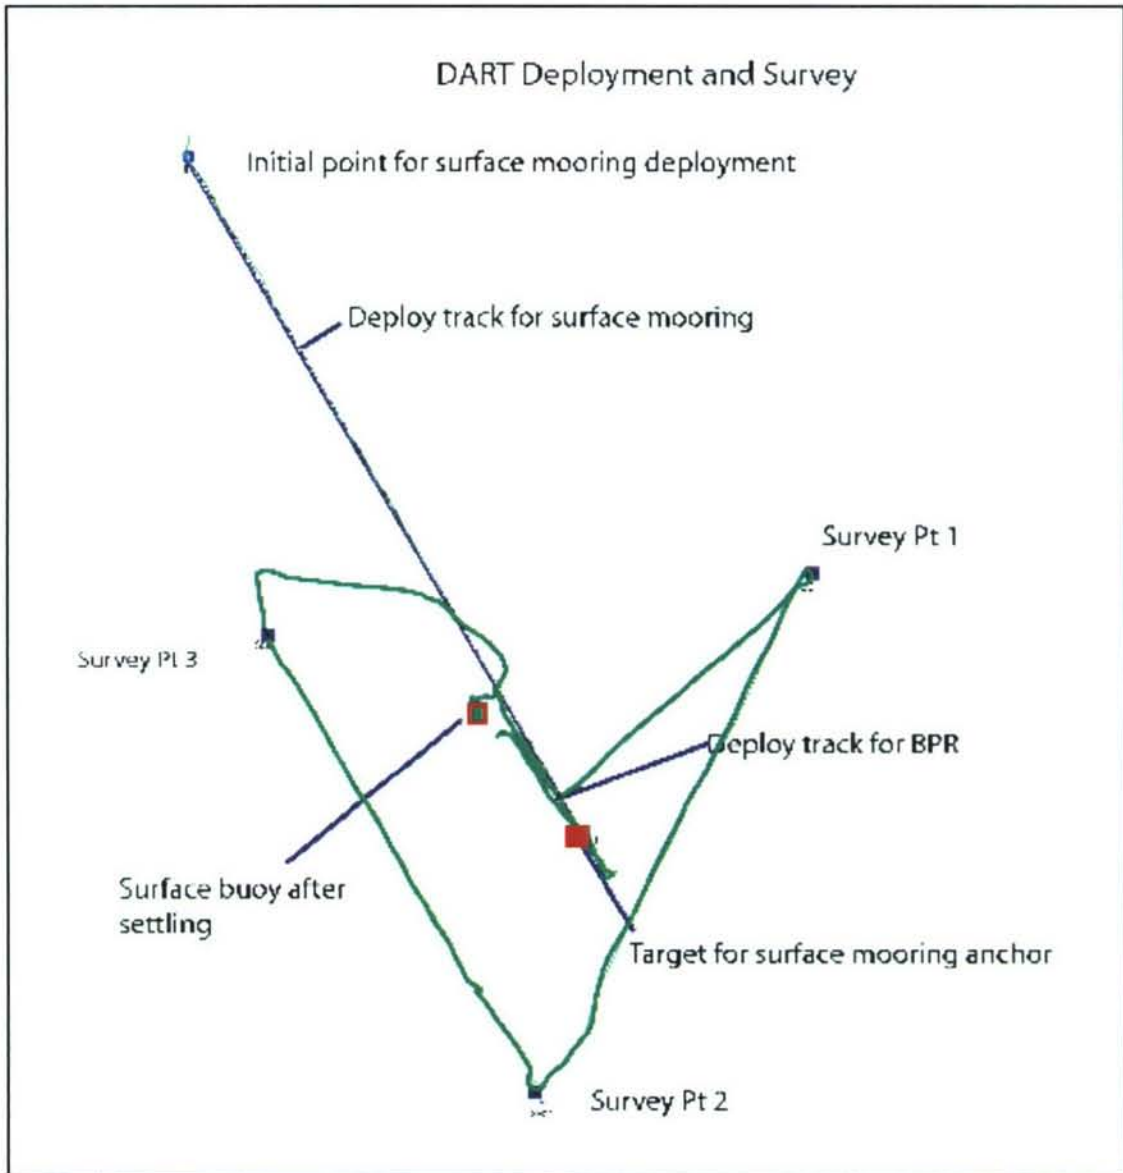 DART Deployment and Survey
Initial point for surface mooring deployment
Deploy track for surface mooring
Survey Pt 1
Survey Pt 3
Deploy track for BPR
Surface buoy after
settling
Target for surface mooring anchor
Survey Pt 2